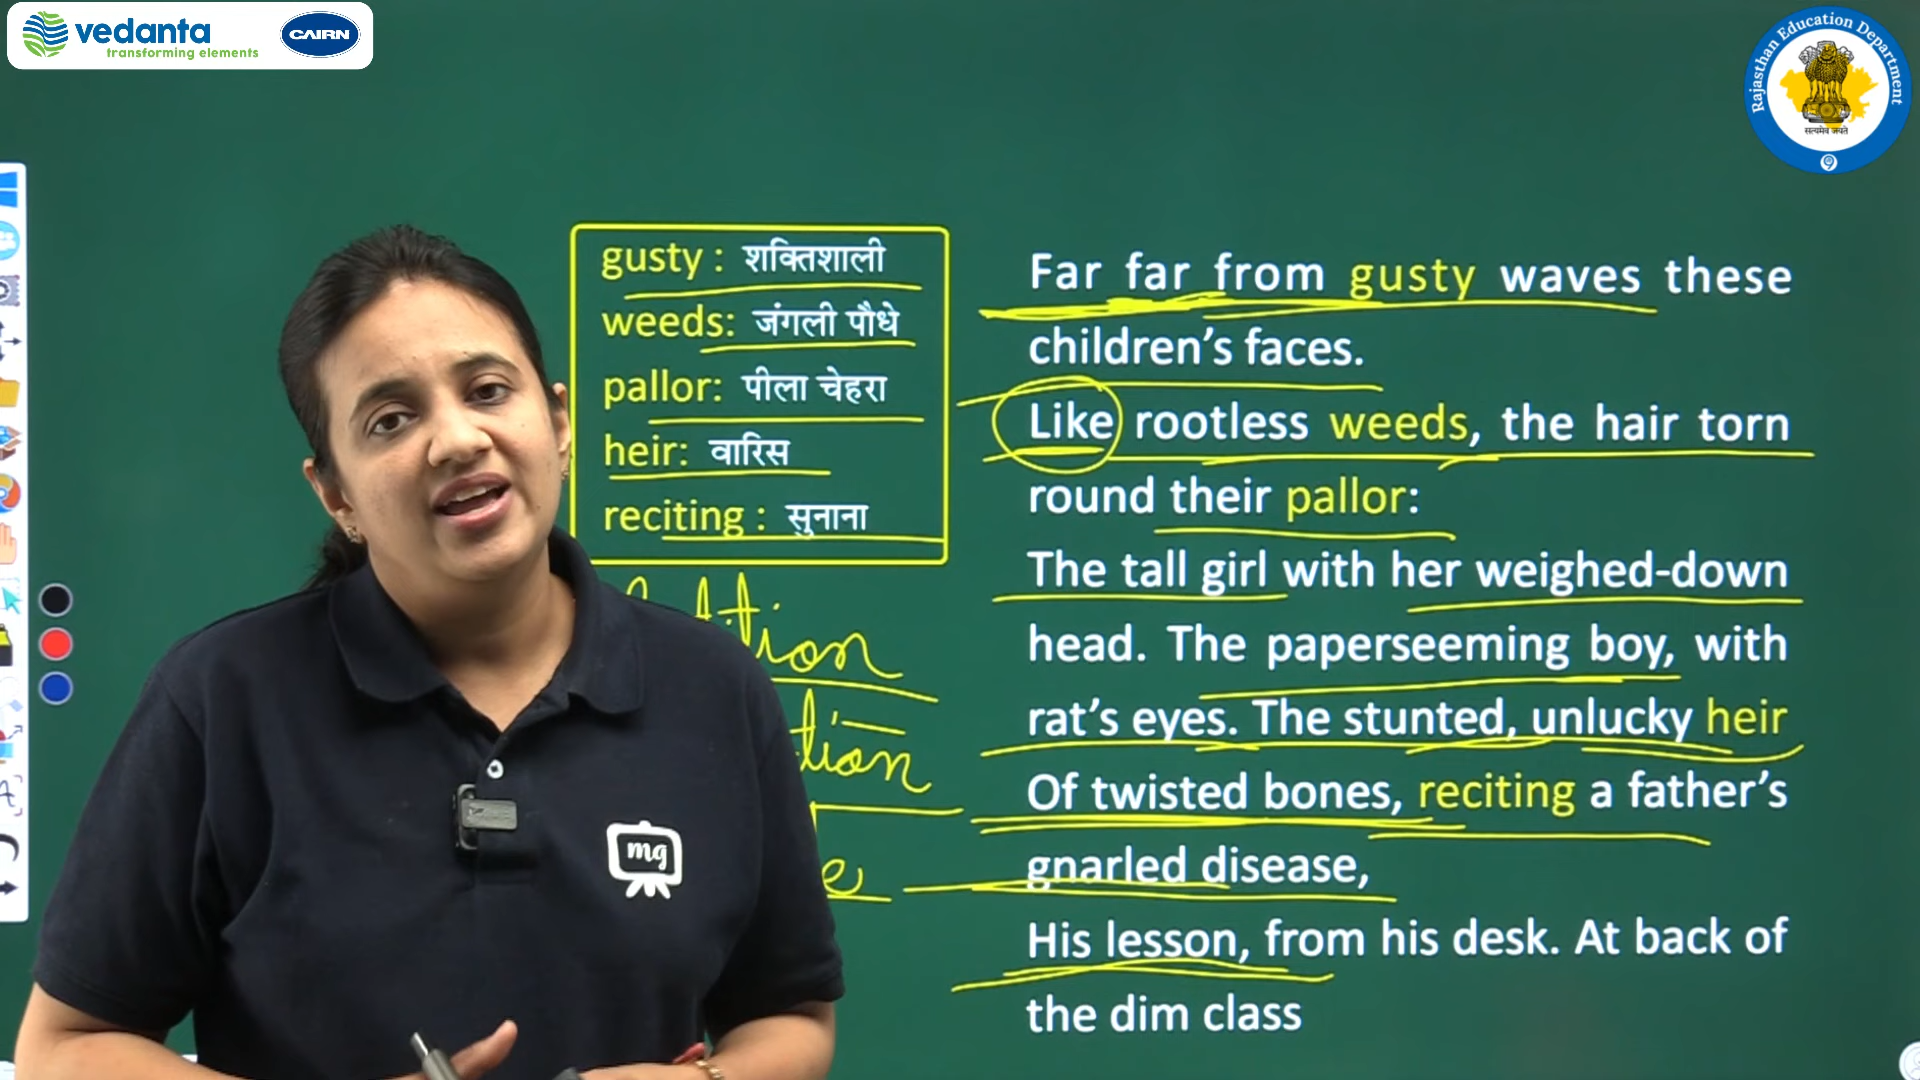 vedanta
transforming elements
CAIRN
Rajasthan Education Department
सत्यमेव जयते
gusty : शक्तिशाली
weeds: जंगली पौधे
pallor: पीला चेहरा
heir: वारिस
reciting : सुनाना
mg
Far far from gusty waves these
children's faces.
Like rootless weeds, the hair torn
round their pallor:
The tall girl with her weighed-down
head. The paperseeming boy, with
rat's eyes. The stunted, unlucky heir
Of twisted bones, reciting a father's
gnarled disease,
His lesson, from his desk. At back of
the dim class